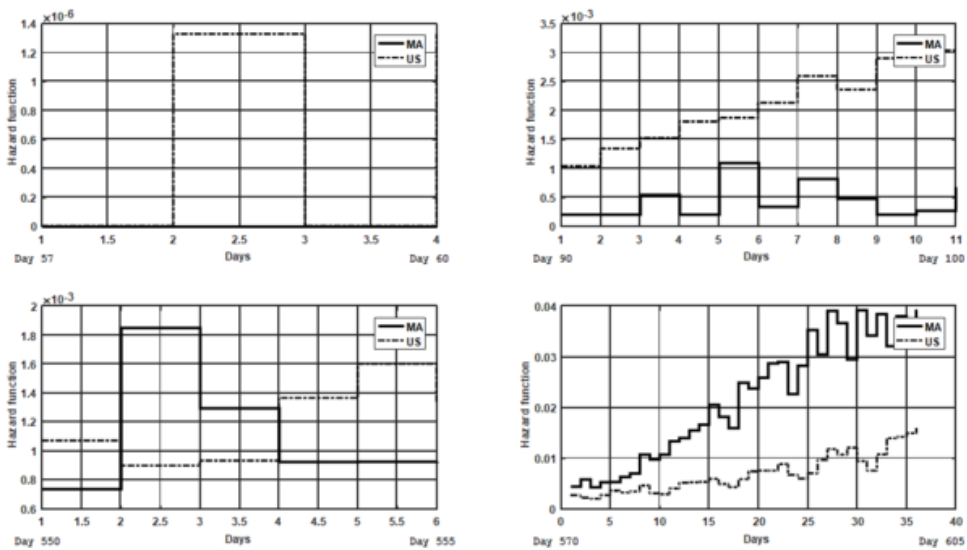 ×10⁻⁶
1.4
1.2
1
0.8
0.6
0.4
0.2
0
Hazard function
MA
US
1 1.5 2 2.5 3 3.5 4
Day 57 Days Day 60
×10⁻³
3.5
3
2.5
2
1.5
1
0.5
0
Hazard function
MA
US
1 2 3 4 5 6 7 8 9 10 11
Day 90 Days Day 100
×10⁻³
2
1.8
1.6
1.4
1.2
1
0.8
0.6
Hazard function
MA
US
1 1.5 2 2.5 3 3.5 4 4.5 5 5.5 6
Day 550 Days Day 555
0.04
0.03
0.02
0.01
0
Hazard function
MA
US
0 5 10 15 20 25 30 35 40
Day 570 Days Day 605